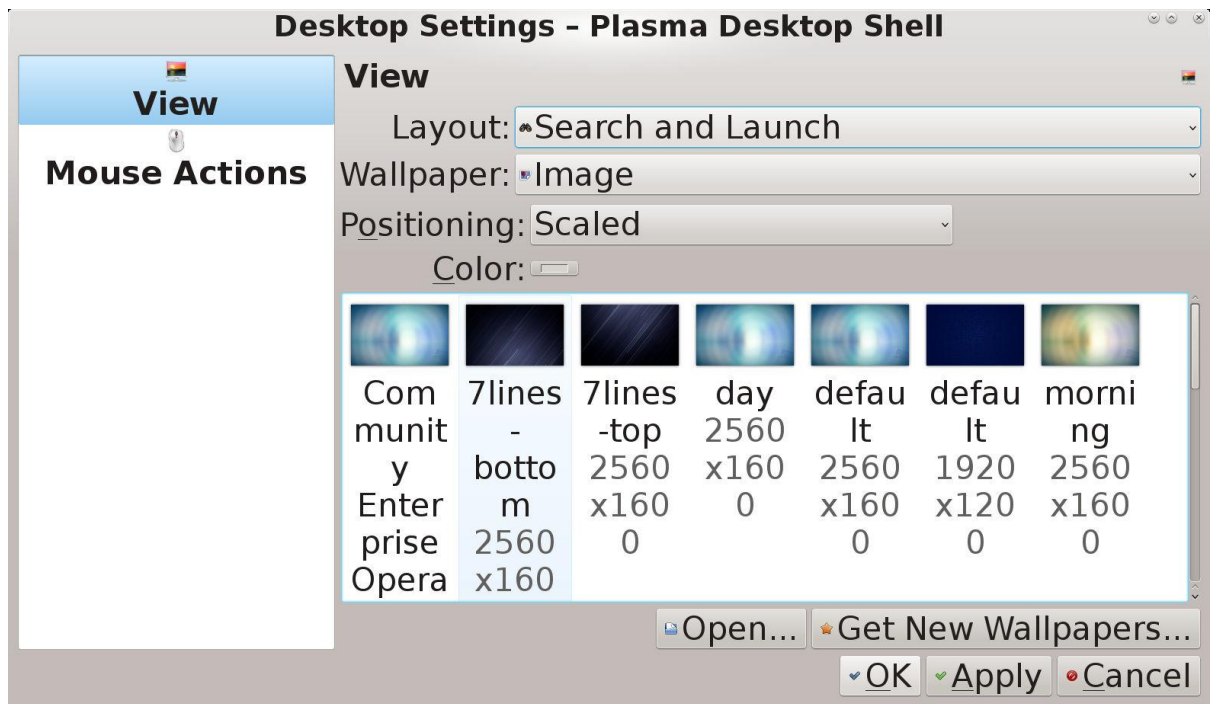 Desktop Settings – Plasma Desktop Shell
View
Mouse Actions
View
Layout: Search and Launch
Wallpaper: Image
Positioning: Scaled
Color:
Com
munit
y
Enter
prise
Opera
7lines
-
botto
m
2560
x160
7lines
-top
2560
x160
0
day
2560
x160
0
defau
lt
2560
x160
0
defau
lt
1920
x120
0
morni
ng
2560
x160
0
Open... Get New Wallpapers...
OK Apply Cancel